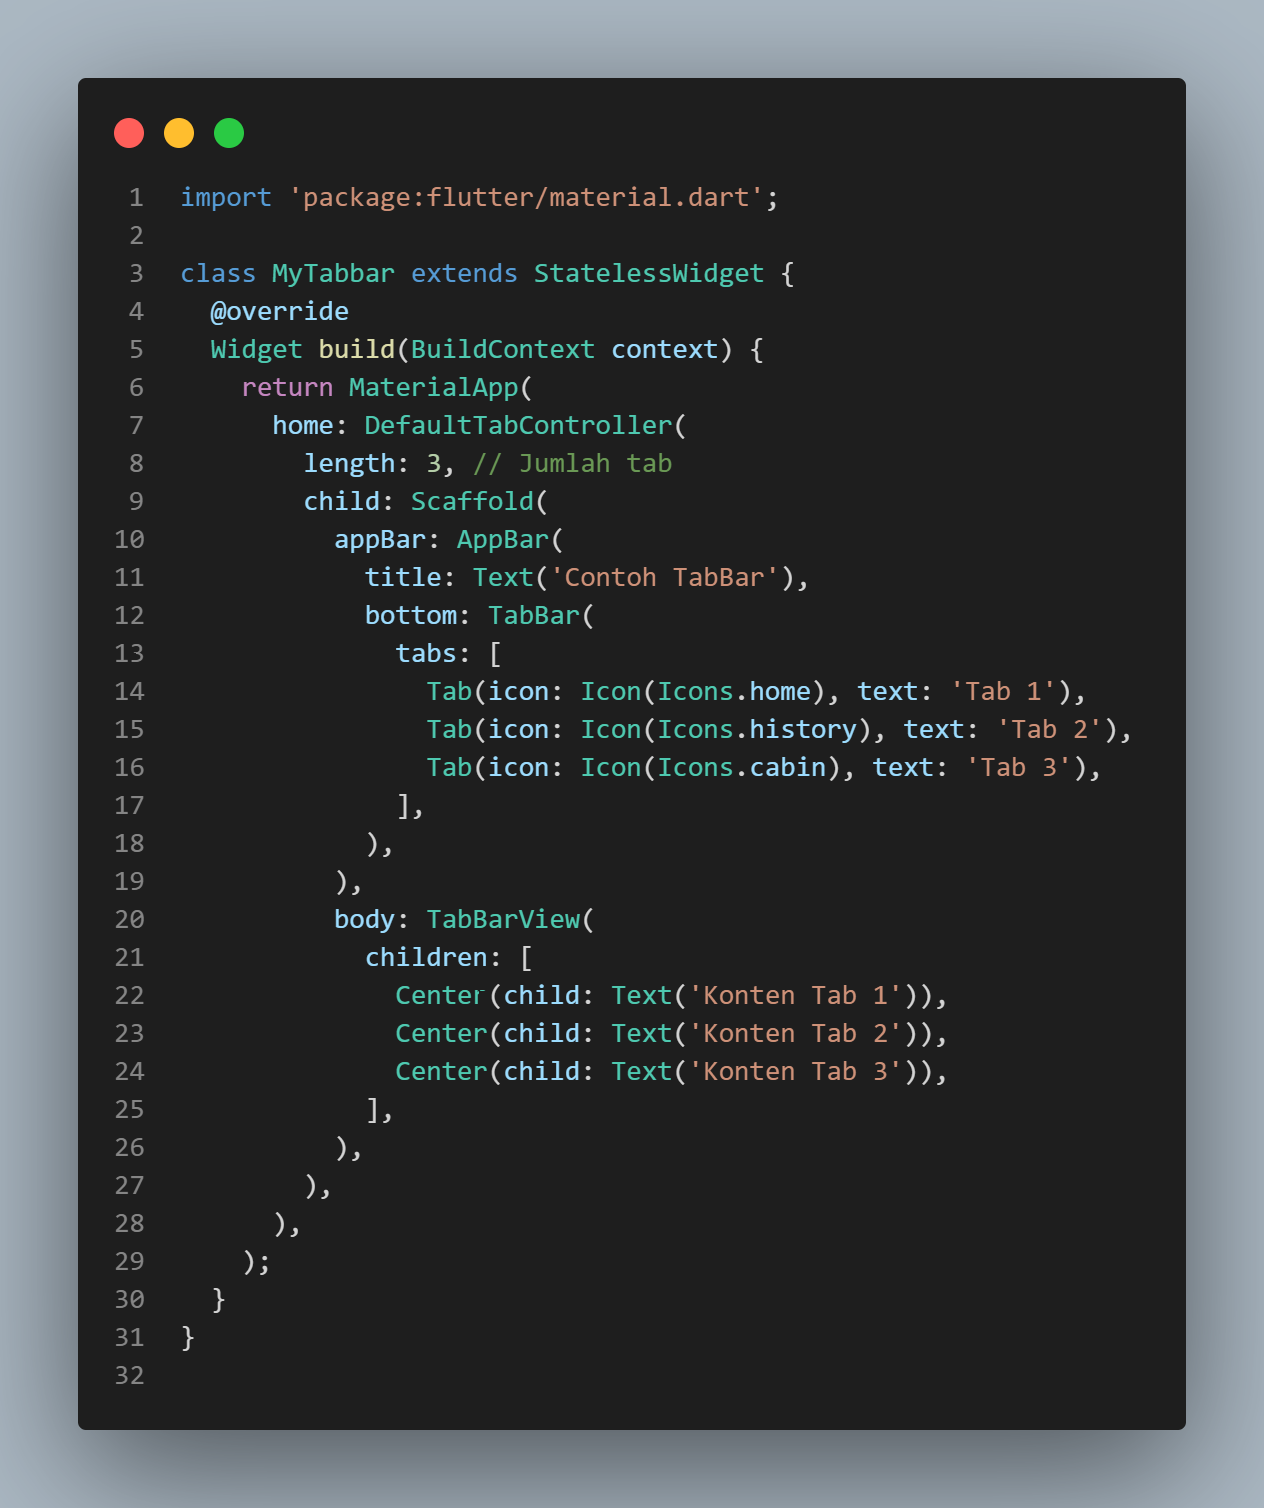 1 import 'package:flutter/material.dart';
2
3 class MyTabbar extends StatelessWidget {
4   @override
5   Widget build(BuildContext context) {
6     return MaterialApp(
7       home: DefaultTabController(
8         length: 3, // Jumlah tab
9         child: Scaffold(
10           appBar: AppBar(
11             title: Text('Contoh TabBar'),
12             bottom: TabBar(
13               tabs: [
14                 Tab(icon: Icon(Icons.home), text: 'Tab 1'),
15                 Tab(icon: Icon(Icons.history), text: 'Tab 2'),
16                 Tab(icon: Icon(Icons.cabin), text: 'Tab 3'),
17               ],
18             ),
19           ),
20           body: TabBarView(
21             children: [
22               Center(child: Text('Konten Tab 1')),
23               Center(child: Text('Konten Tab 2')),
24               Center(child: Text('Konten Tab 3')),
25             ],
26           ),
27         ),
28       ),
29     );
30   }
31 }
32